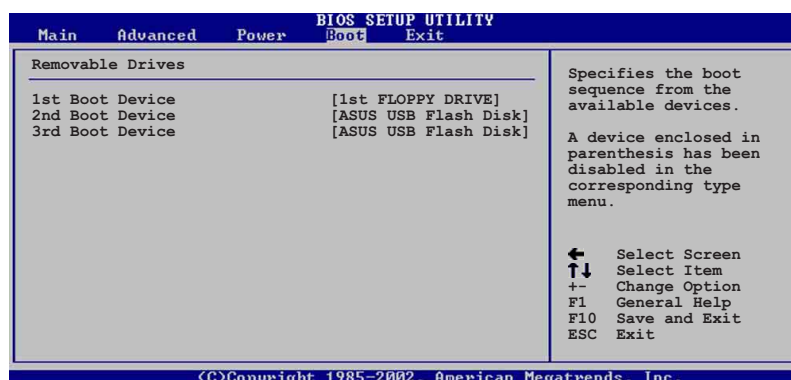 BIOS SETUP UTILITY
Main Advanced Power Boot Exit
Removable Drives
1st Boot Device [1st FLOPPY DRIVE]
2nd Boot Device [ASUS USB Flash Disk]
3rd Boot Device [ASUS USB Flash Disk]
Specifies the boot
sequence from the
available devices.
A device enclosed in
parenthesis has been
disabled in the
corresponding type
menu.
← Select Screen
↑↓ Select Item
+- Change Option
F1 General Help
F10 Save and Exit
ESC Exit
(C)Copyright 1985-2002, American Megatrends, Inc.